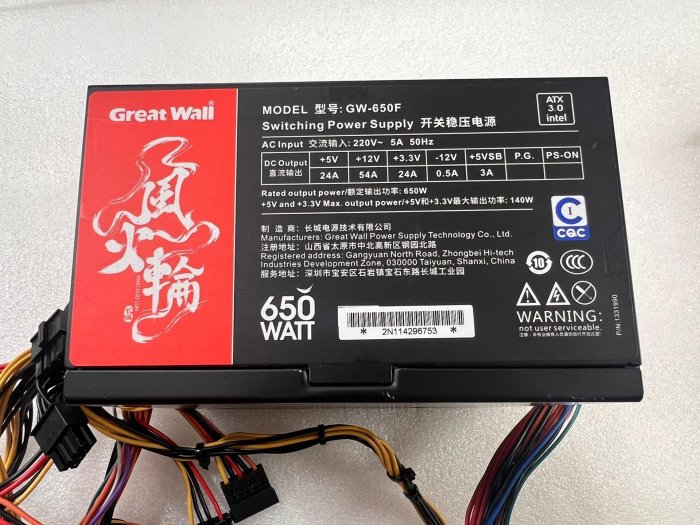 Great Wall
風火輪
FENG HUO LUN
MODEL 型号: GW-650F
Switching Power Supply 开关稳压电源
ATX
3.0
intel
AC Input 交流输入: 220V~ 5A 50Hz
DC Output +5V +12V +3.3V -12V +5VSB P.G. PS-ON
直流输出 24A 54A 24A 0.5A 3A
Rated output power/额定输出功率: 650W
+5V and +3.3V Max. output power/+5V和+3.3V最大输出功率: 140W
制 造 商: 长城电源技术有限公司
Manufacturers: Great Wall Power Supply Technology Co., Ltd.
注册地址: 山西省太原市中北高新区钢园北路
Registered address: Gangyuan North Road, Zhongbei Hi-tech
Industries Development Zone, 030000 Taiyuan, Shanxi, China
服务地址: 深圳市宝安区石岩镇宝石东路长城工业园
CQC
10
CCC
650
WATT
* 2N114296753 *
WARNING:
not user serviceable.
P/N 1331990